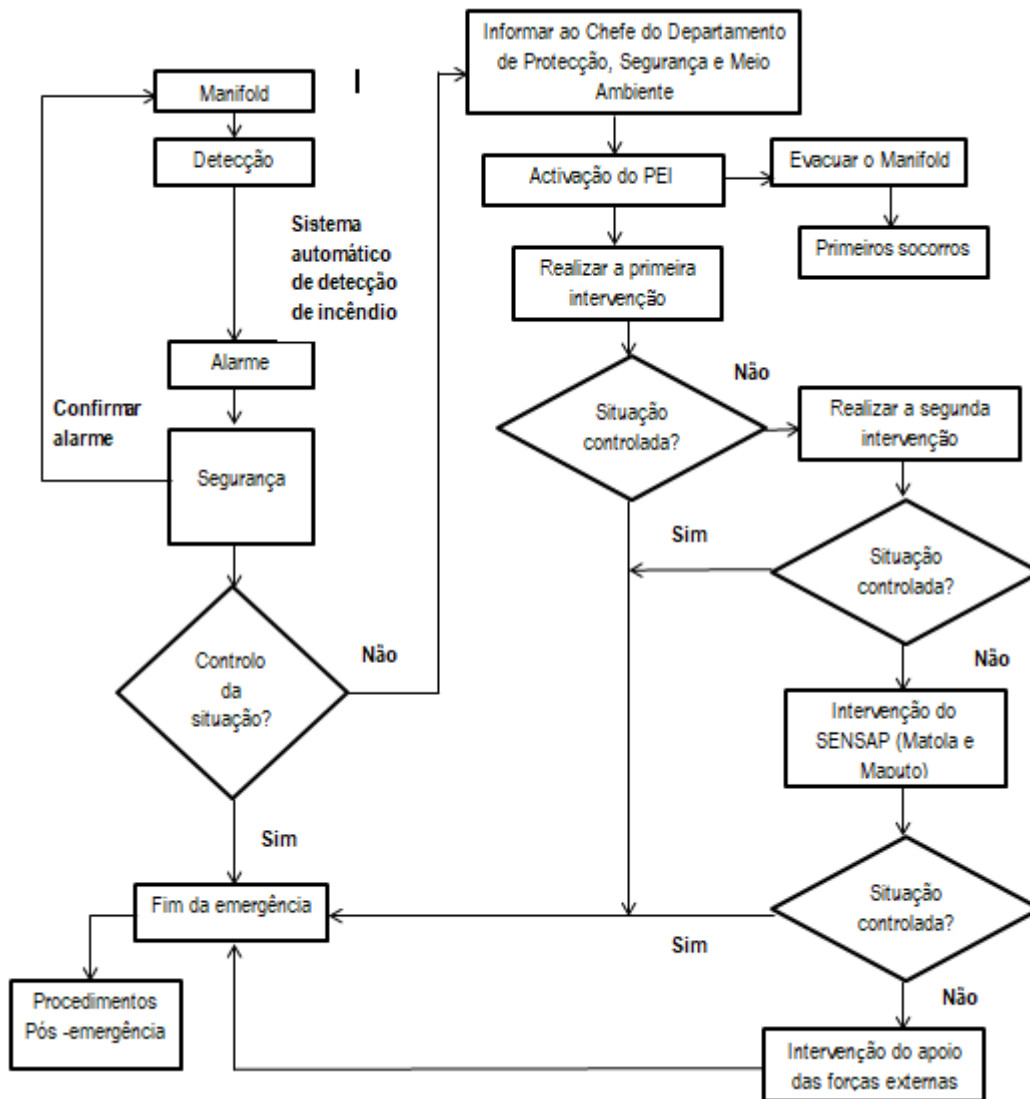 Manifold
Detecção
Sistema
automático
de detecção
de incêndio
Alarme
Confirmar
alarme
Segurança
Controlo
da
situação?
Não
Sim
Fim da emergência
Procedimentos
Pós -emergência
Informar ao Chefe do Departamento
de Protecção, Segurança e Meio
Ambiente
Activação do PEI
Evacuar o Manifold
Primeiros socorros
Realizar a primeira
intervenção
Situação
controlada?
Não
Realizar a segunda
intervenção
Sim
Situação
controlada?
Não
Intervenção do
SENSAP (Matola e
Maputo)
Situação
controlada?
Sim
Não
Intervenção do apoio
das forças externas